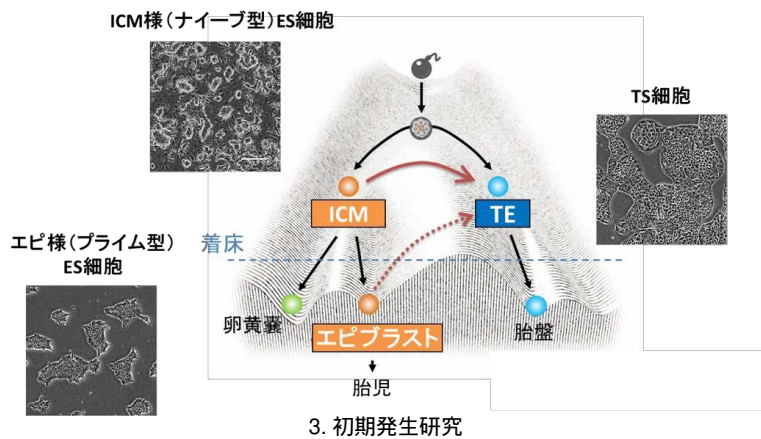 ICM様（ナイーブ型）ES細胞
TS細胞
ICM
TE
エピ様（プライム型）
ES細胞
着床
卵黄嚢
エピブラスト
胎盤
胎児
3. 初期発生研究